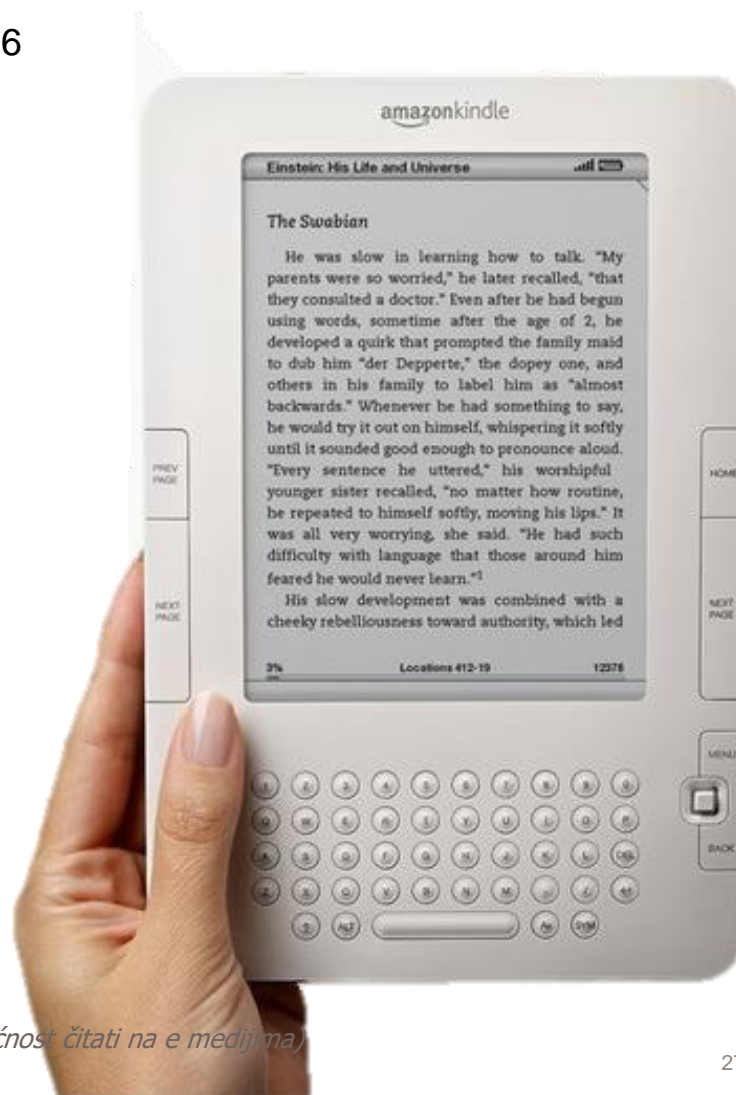 6
amazonkindle
Einstein: His Life and Universe
The Swabian
He was slow in learning how to talk. “My
parents were so worried,” he later recalled, “that
they consulted a doctor.” Even after he had begun
using words, sometime after the age of 2, he
developed a quirk that prompted the family maid
to dub him “der Depperte,” the dopey one, and
others in his family to label him as “almost
backwards.” Whenever he had something to say,
he would try it out on himself, whispering it softly
until it sounded good enough to pronounce aloud.
“Every sentence he uttered,” his worshipful
younger sister recalled, “no matter how routine,
he repeated to himself softly, moving his lips.” It
was all very worrying, she said. “He had such
difficulty with language that those around him
feared he would never learn.”1
His slow development was combined with a
cheeky rebelliousness toward authority, which led
3% Locations 412-19 12378
PREV
PAGE
HOME
NEXT
PAGE
NEXT
PAGE
MENU
BACK
DEL
ALT
Aa SYM
čitati na e medijima)